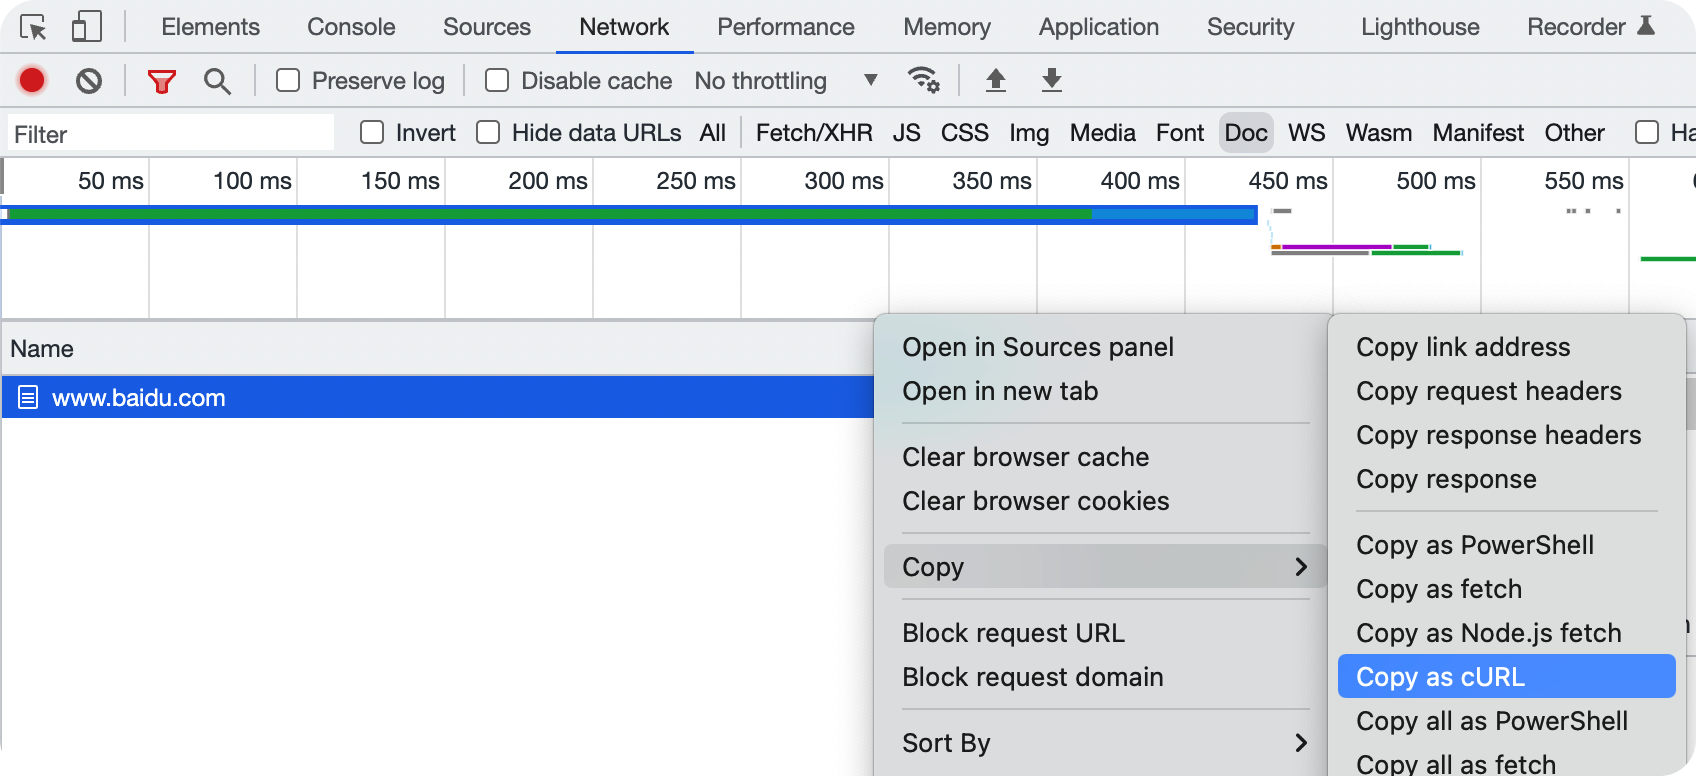 Elements Console Sources Network Performance Memory Application Security Lighthouse Recorder
Preserve log Disable cache No throttling
Filter Invert Hide data URLs All Fetch/XHR JS CSS Img Media Font Doc WS Wasm Manifest Other
50 ms 100 ms 150 ms 200 ms 250 ms 300 ms 350 ms 400 ms 450 ms 500 ms 550 ms
Name
www.baidu.com
Open in Sources panel
Open in new tab
Clear browser cache
Clear browser cookies
Copy
Block request URL
Block request domain
Sort By
Copy link address
Copy request headers
Copy response headers
Copy response
Copy as PowerShell
Copy as fetch
Copy as Node.js fetch
Copy as cURL
Copy all as PowerShell
Copy all as fetch